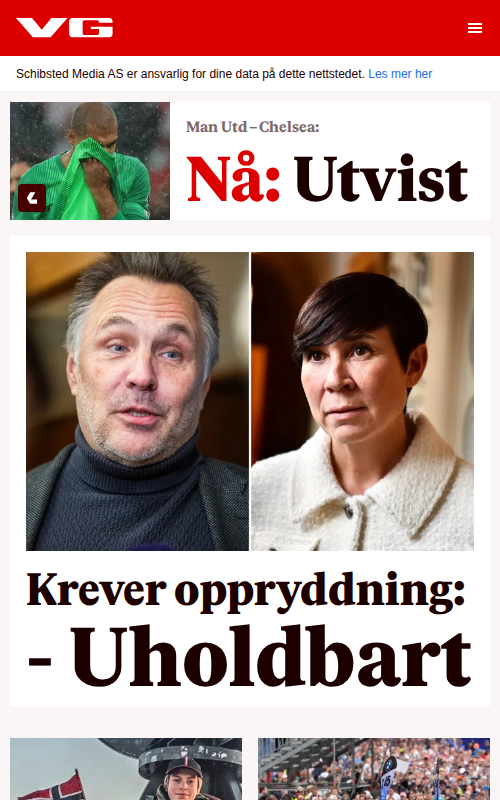 VG
Schibsted Media AS er ansvarlig for dine data på dette nettstedet. Les mer her
Man Utd – Chelsea:
Nå: Utvist
Krever oppryddning:
- Uholdbart